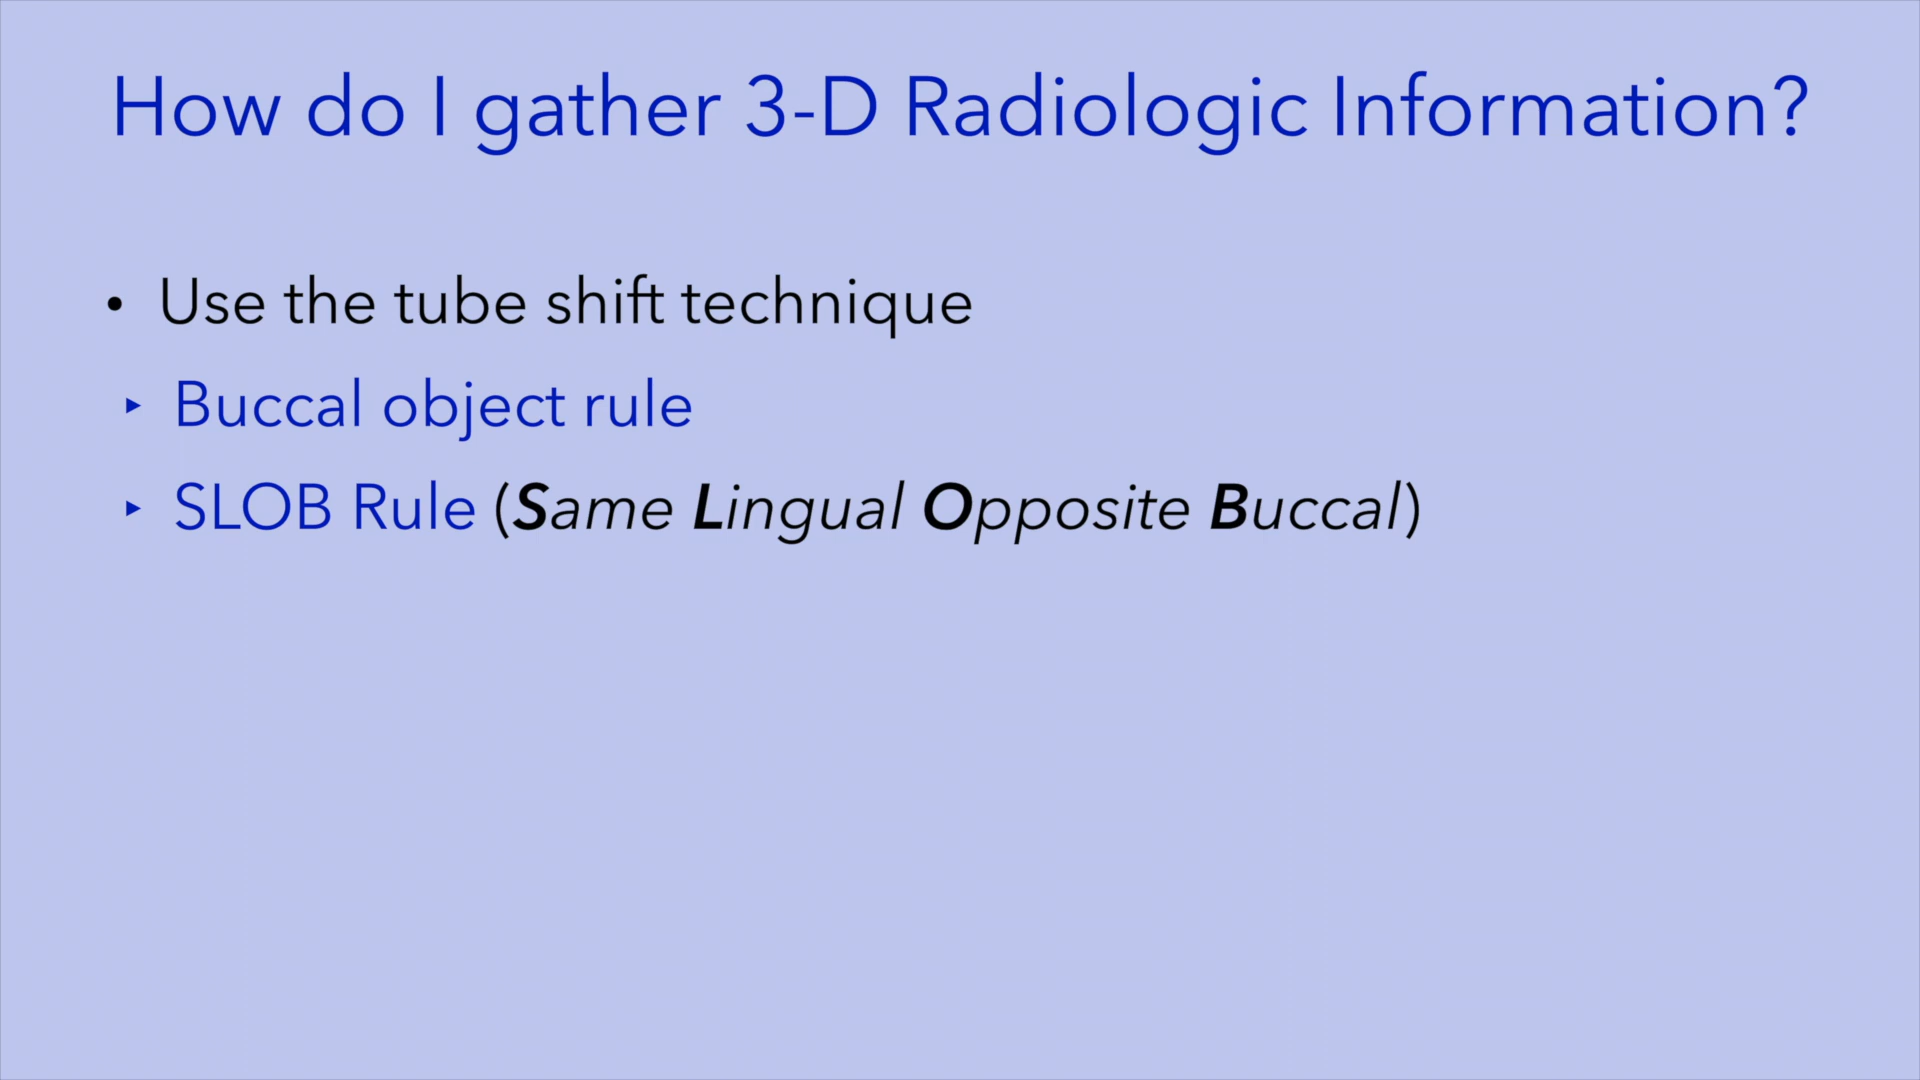 How do I gather 3-D Radiologic Information?
• Use the tube shift technique
‣ Buccal object rule
‣ SLOB Rule (Same Lingual Opposite Buccal)